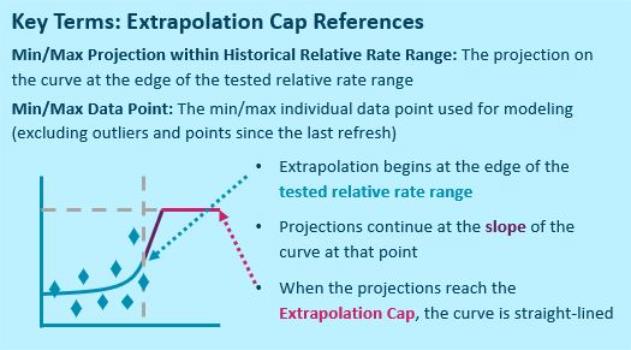 Key Terms: Extrapolation Cap References
Min/Max Projection within Historical Relative Rate Range: The projection on
the curve at the edge of the tested relative rate range
Min/Max Data Point: The min/max individual data point used for modeling
(excluding outliers and points since the last refresh)
• Extrapolation begins at the edge of the
tested relative rate range
• Projections continue at the slope of the
curve at that point
• When the projections reach the
Extrapolation Cap, the curve is straight-lined